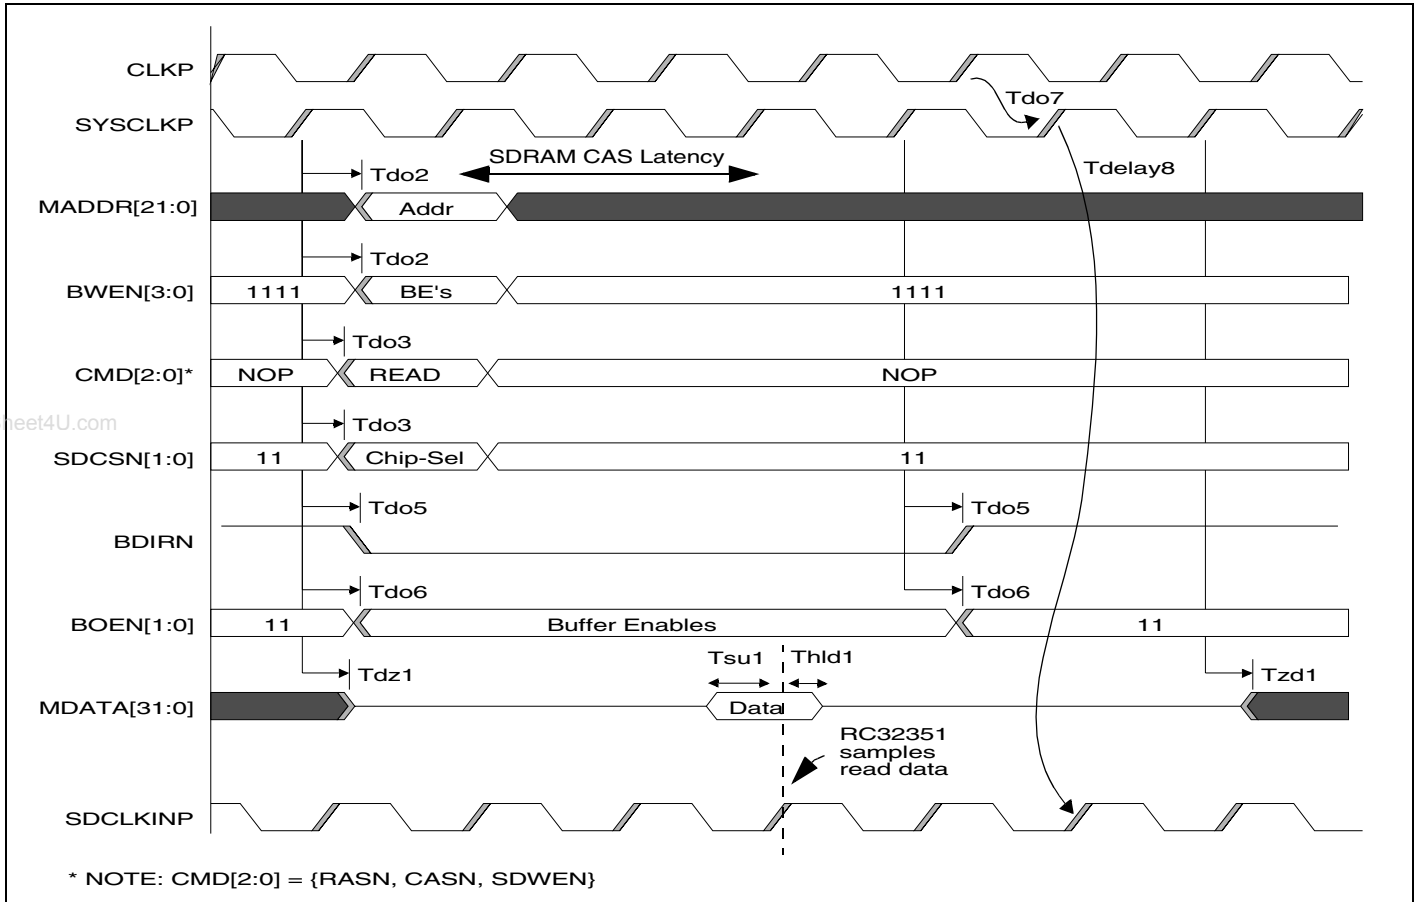 CLKP
Tdo7
SYSCLKP
SDRAM CAS Latency
Tdelay8
Tdo2
MADDR[21:0]
Addr
Tdo2
BWEN[3:0]
1111
BE's
1111
Tdo3
CMD[2:0]*
NOP
READ
NOP
heet4U.com
Tdo3
SDCSN[1:0]
11
Chip-Sel
11
Tdo5
Tdo5
BDIRN
Tdo6
Tdo6
BOEN[1:0]
11
Buffer Enables
11
Tsu1
Thld1
Tdz1
Tzd1
MDATA[31:0]
Data
RC32351
samples
read data
SDCLKINP
* NOTE: CMD[2:0] = {RASN, CASN, SDWEN}